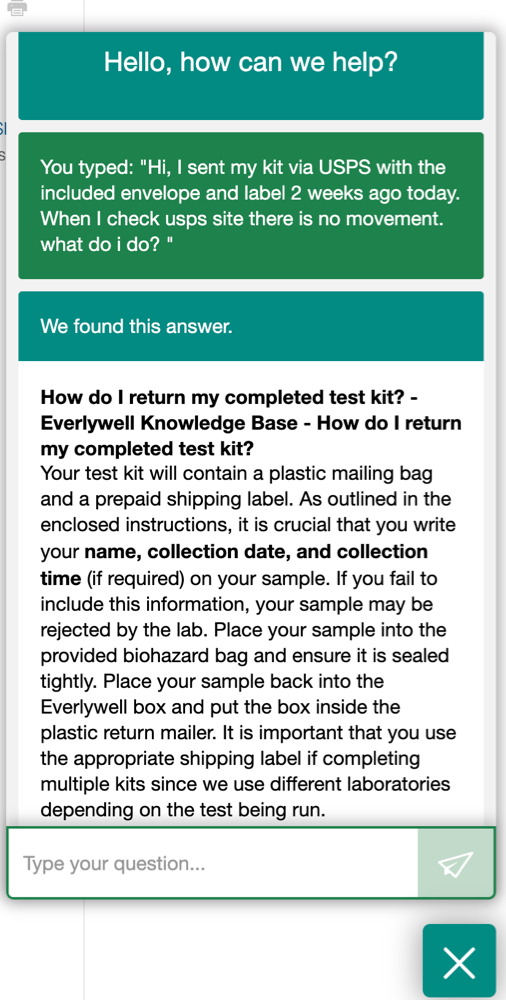 Hello, how can we help?
You typed: "Hi, I sent my kit via USPS with the
included envelope and label 2 weeks ago today.
When I check usps site there is no movement.
what do i do? "
We found this answer.
How do I return my completed test kit? -
Everlywell Knowledge Base - How do I return
my completed test kit?
Your test kit will contain a plastic mailing bag
and a prepaid shipping label. As outlined in the
enclosed instructions, it is crucial that you write
your name, collection date, and collection
time (if required) on your sample. If you fail to
include this information, your sample may be
rejected by the lab. Place your sample into the
provided biohazard bag and ensure it is sealed
tightly. Place your sample back into the
Everlywell box and put the box inside the
plastic return mailer. It is important that you use
the appropriate shipping label if completing
multiple kits since we use different laboratories
depending on the test being run.
Type your question...